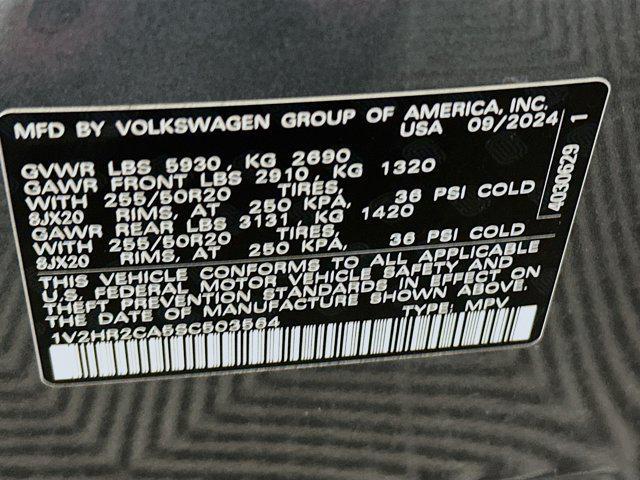 MFD BY VOLKSWAGEN GROUP OF AMERICA, INC.
USA 09/2024
GVWR LBS 5930, KG 2690
GAWR FRONT LBS 2910, KG 1320
WITH 255/50R20 TIRES,
8JX20 RIMS, AT 250 KPA, 36 PSI COLD
GAWR REAR LBS 3131, KG 1420
WITH 255/50R20 TIRES,
8JX20 RIMS, AT 250 KPA, 36 PSI COLD
THIS VEHICLE CONFORMS TO ALL APPLICABLE
U.S. FEDERAL MOTOR VEHICLE SAFETY AND
THEFT PREVENTION STANDARDS IN EFFECT ON
THE DATE OF MANUFACTURE SHOWN ABOVE.
1V2HR2CA5SC503564 TYPE: MPV
4030629 1